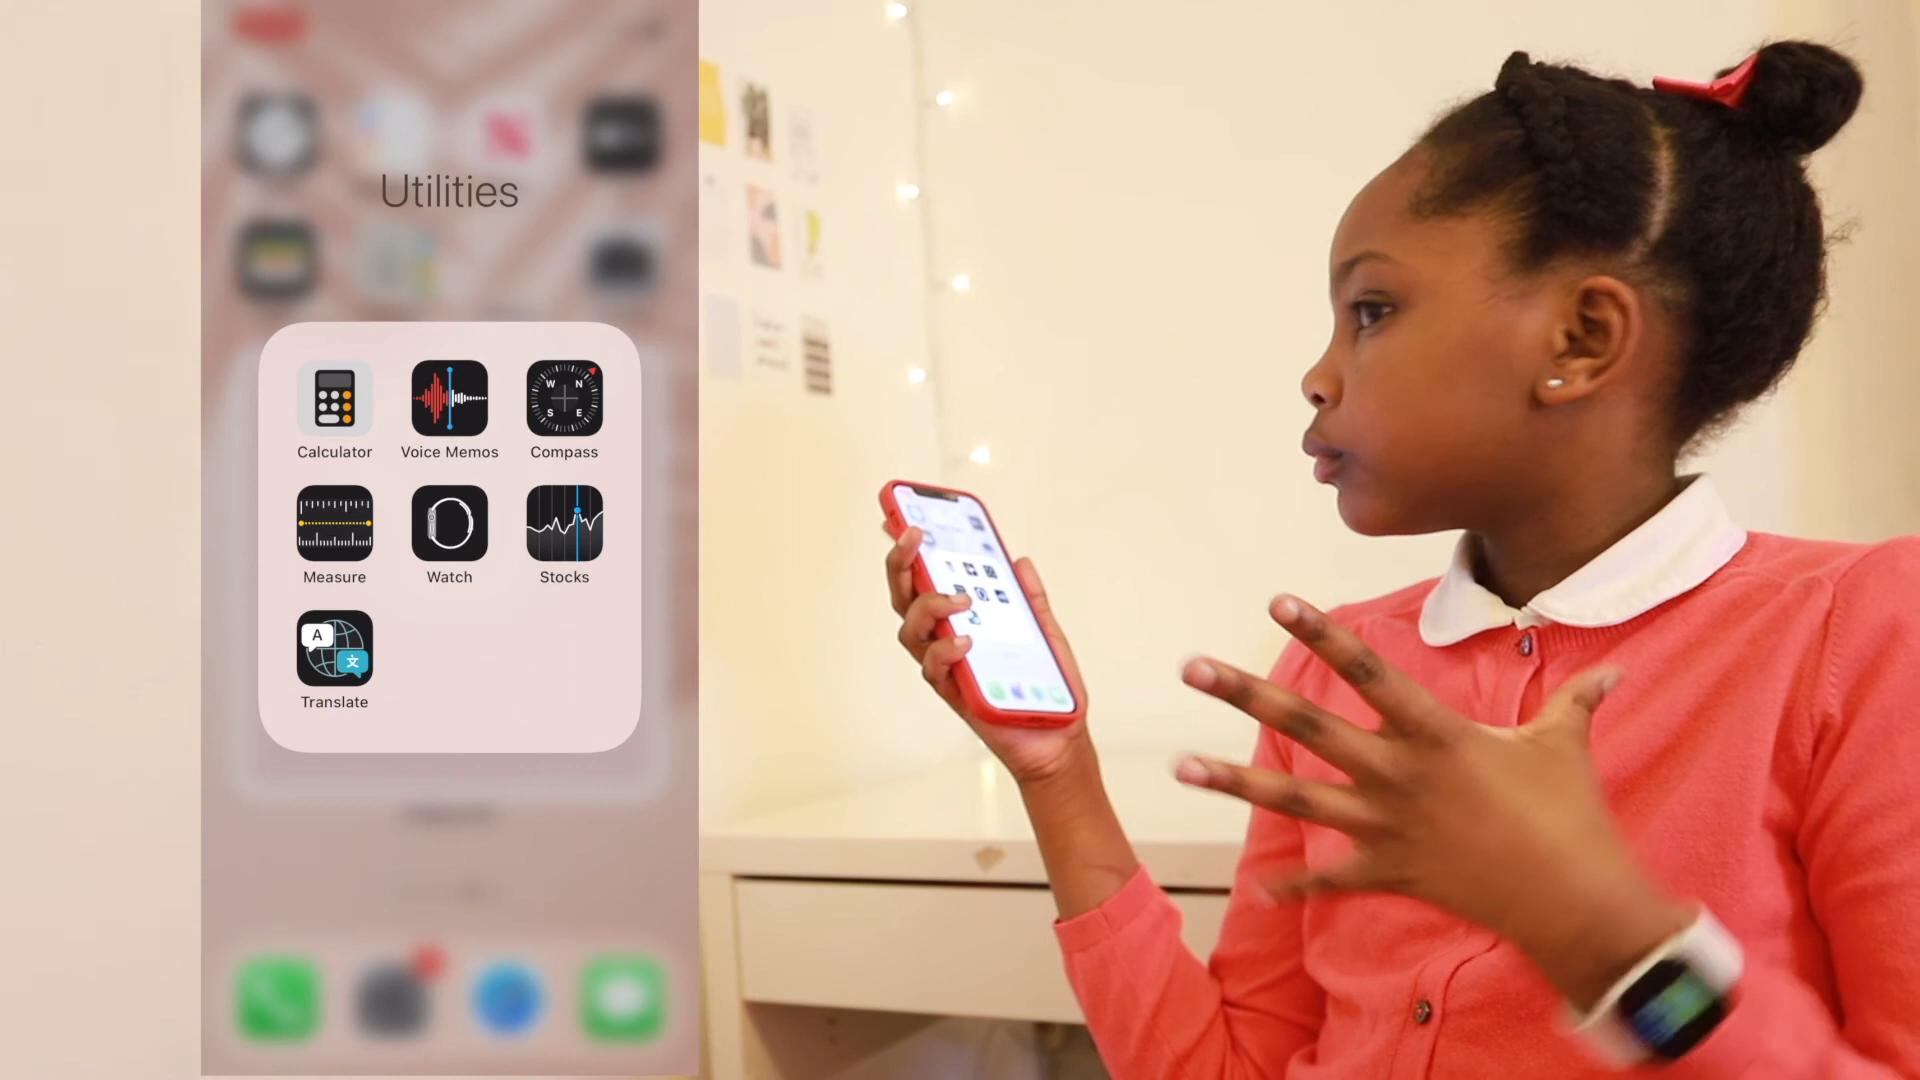 Utilities
W N
S E
Calculator Voice Memos Compass
Measure Watch Stocks
A
文
Translate